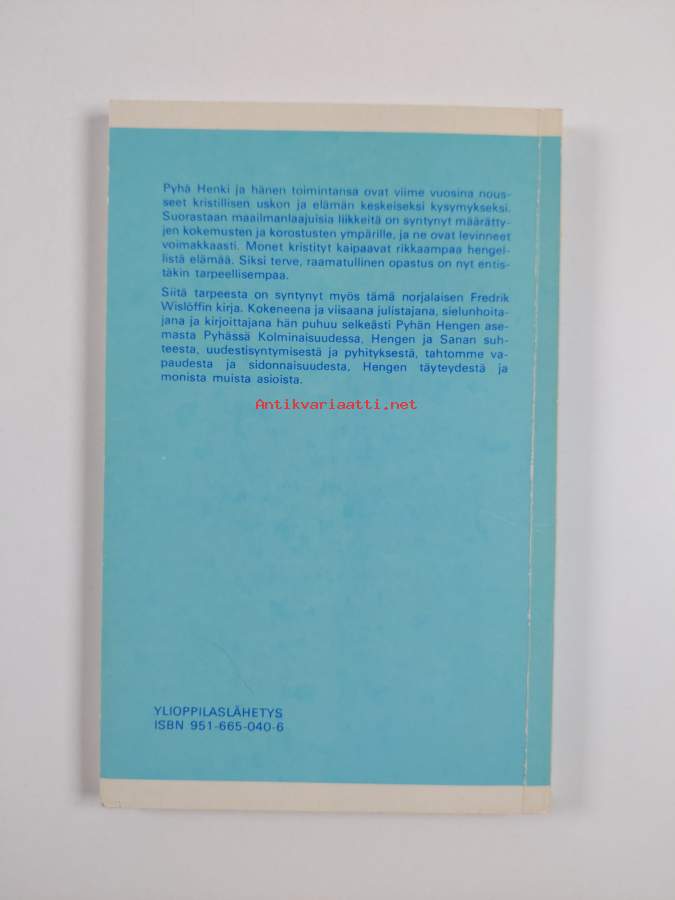 Pyhä Henki ja hänen toimintansa ovat viime vuosina nous-
seet kristillisen uskon ja elämän keskeiseksi kysymykseksi.
Suorastaan maailmanlaajuisia liikkeitä on syntynyt määrätty-
jen kokemusten ja korostusten ympärille, ja ne ovat levinneet
voimakkaasti. Monet kristityt kaipaavat rikkaampaa hengel-
listä elämää. Siksi terve, raamatullinen opastus on nyt entis-
täkin tarpeellisempaa.
Siitä tarpeesta on syntynyt myös tämä norjalaisen Fredrik
Wislöffin kirja. Kokeneena ja viisaana julistajana, sielunhoita-
jana ja kirjoittajana hän puhuu selkeästi Pyhän Hengen ase-
masta Pyhässä Kolminaisuudessa, Hengen ja Sanan suh-
teesta, uudestisyntymisestä ja pyhityksestä, tahtomme va-
paudesta ja sidonnaisuudesta, Hengen täyteydestä ja
monista muista asioista.
Antikvariaatti.net
YLIOPPILASLÄHETYS
ISBN 951-665-040-6